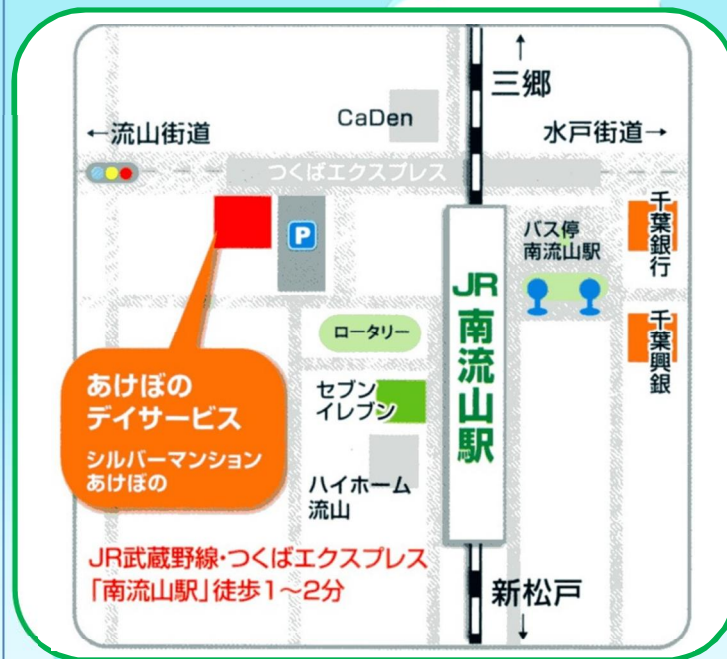 ↑
三郷
CaDen
←流山街道
水戸街道→
つくばエクスプレス
P
バス停
南流山駅
千葉銀行
JR南流山駅
ロータリー
千葉興銀
あけぼの
デイサービス
シルバーマンション
あけぼの
セブン
イレブン
ハイホーム
流山
JR武蔵野線・つくばエクスプレス
「南流山駅」徒歩1～2分
新松戸
↓